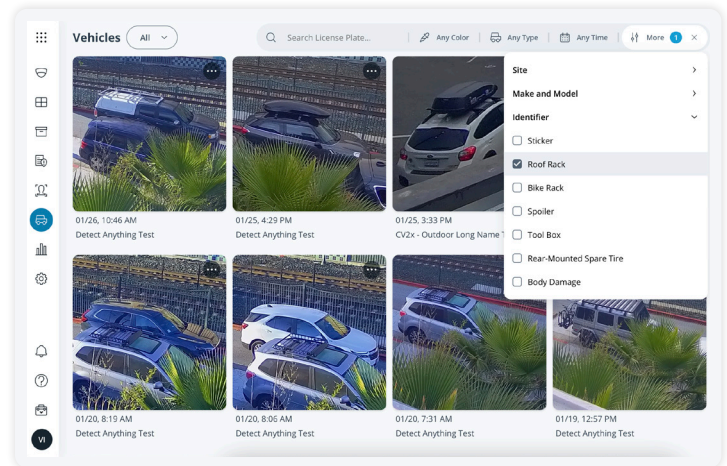 Vehicles
All
Search License Plate...
Any Color
Any Type
Any Time
More 1
Site
Make and Model
Identifier
Sticker
Roof Rack
Bike Rack
Spoiler
Tool Box
Rear-Mounted Spare Tire
Body Damage
01/26, 10:46 AM
Detect Anything Test
01/25, 4:29 PM
Detect Anything Test
01/25, 3:33 PM
CV2x - Outdoor Long Name
01/20, 8:19 AM
Detect Anything Test
01/20, 8:06 AM
Detect Anything Test
01/20, 7:31 AM
Detect Anything Test
01/19, 12:57 PM
Detect Anything Test
VI